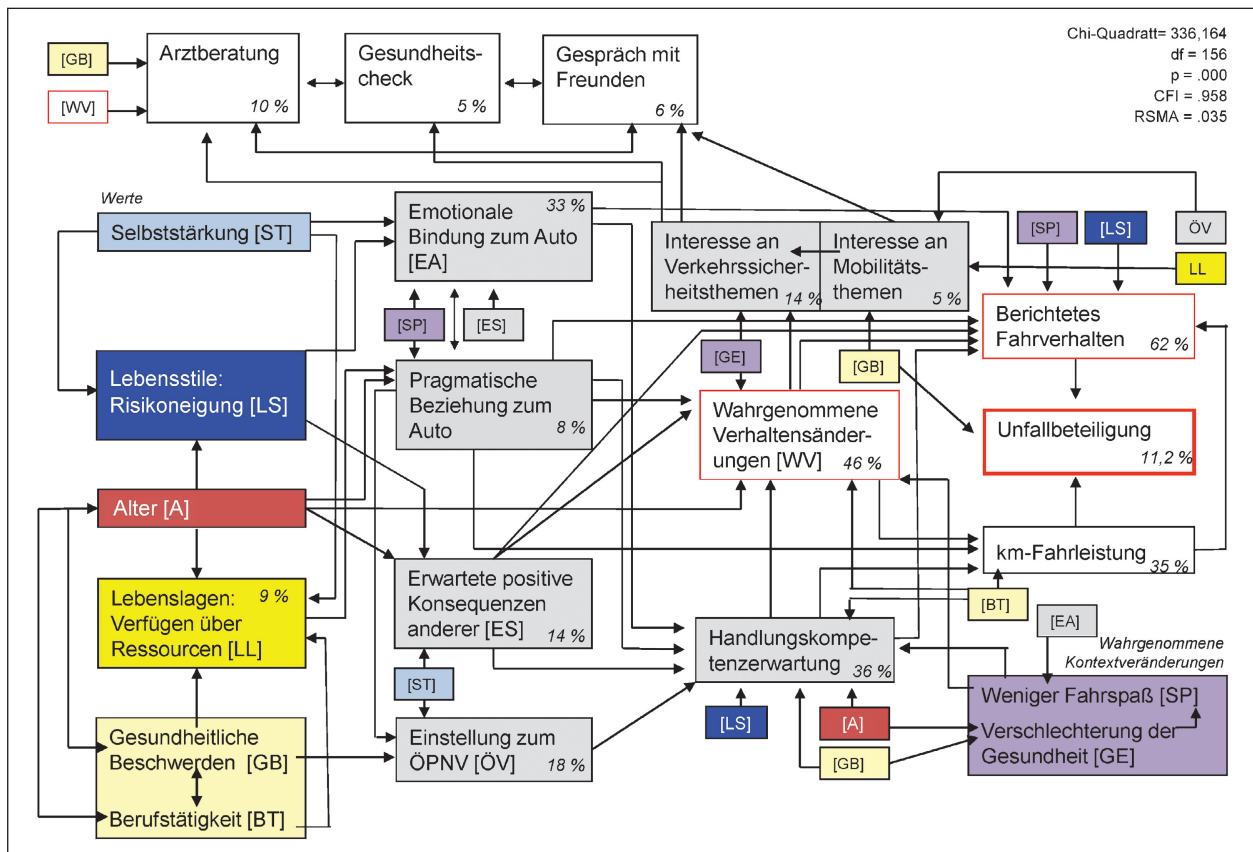 Chi-Quadratt= 336,164
df = 156
p = .000
CFI = .958
RSMA = .035
[GB]
[WV]
Arztberatung
10 %
Gesundheits-
check
5 %
Gespräch mit
Freunden
6 %
Werte
Selbststärkung [ST]
Lebensstile:
Risikoneigung [LS]
Alter [A]
Lebenslagen:
9 %
Verfügen über
Ressourcen [LL]
Gesundheitliche
Beschwerden [GB]
Berufstätigkeit [BT]
Emotionale
33 %
Bindung zum Auto
[EA]
[SP]
[ES]
Pragmatische
Beziehung zum
Auto
8 %
Erwartete positive
Konsequenzen
anderer [ES]
14 %
[ST]
Einstellung zum
ÖPNV [ÖV]
18 %
Interesse an
Verkehrssicher-
heitsthemen
14 %
Interesse an
Mobilitäts-
themen
5 %
[GE]
[GB]
Wahrgenommene
Verhaltensänder-
ungen [WV]
46 %
Handlungskompe-
tenzerwartung
36 %
[LS]
[A]
[GB]
[SP]
[LS]
ÖV
LL
Berichtetes
Fahrverhalten
62 %
Unfallbeteiligung
11,2 %
km-Fahrleistung
35 %
[BT]
[EA]
Wahrgenommene
Kontextveränderungen
Weniger Fahrspaß [SP]
Verschlechterung der
Gesundheit [GE]